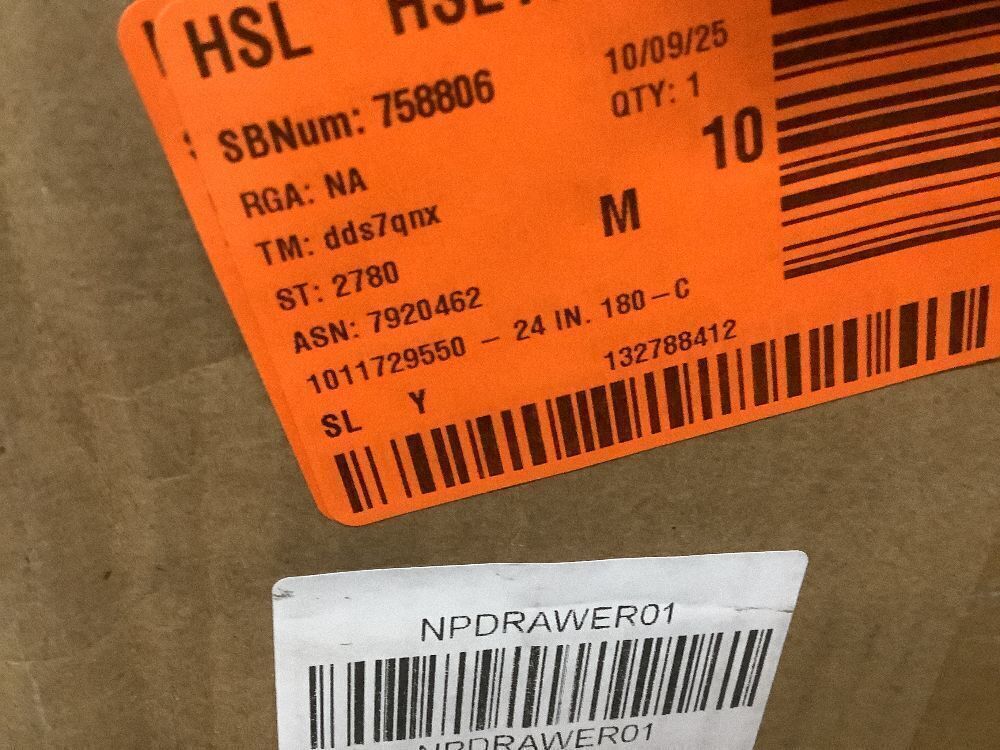 HSL
10/09/25
SBNum: 758806
QTY: 1
10
RGA: NA
M
TM: dds7qnx
ST: 2780
ASN: 7920462
1011729550 - 24 IN. 180-C
132788412
SL Y
NPDRAWER01
NPDRAWER01